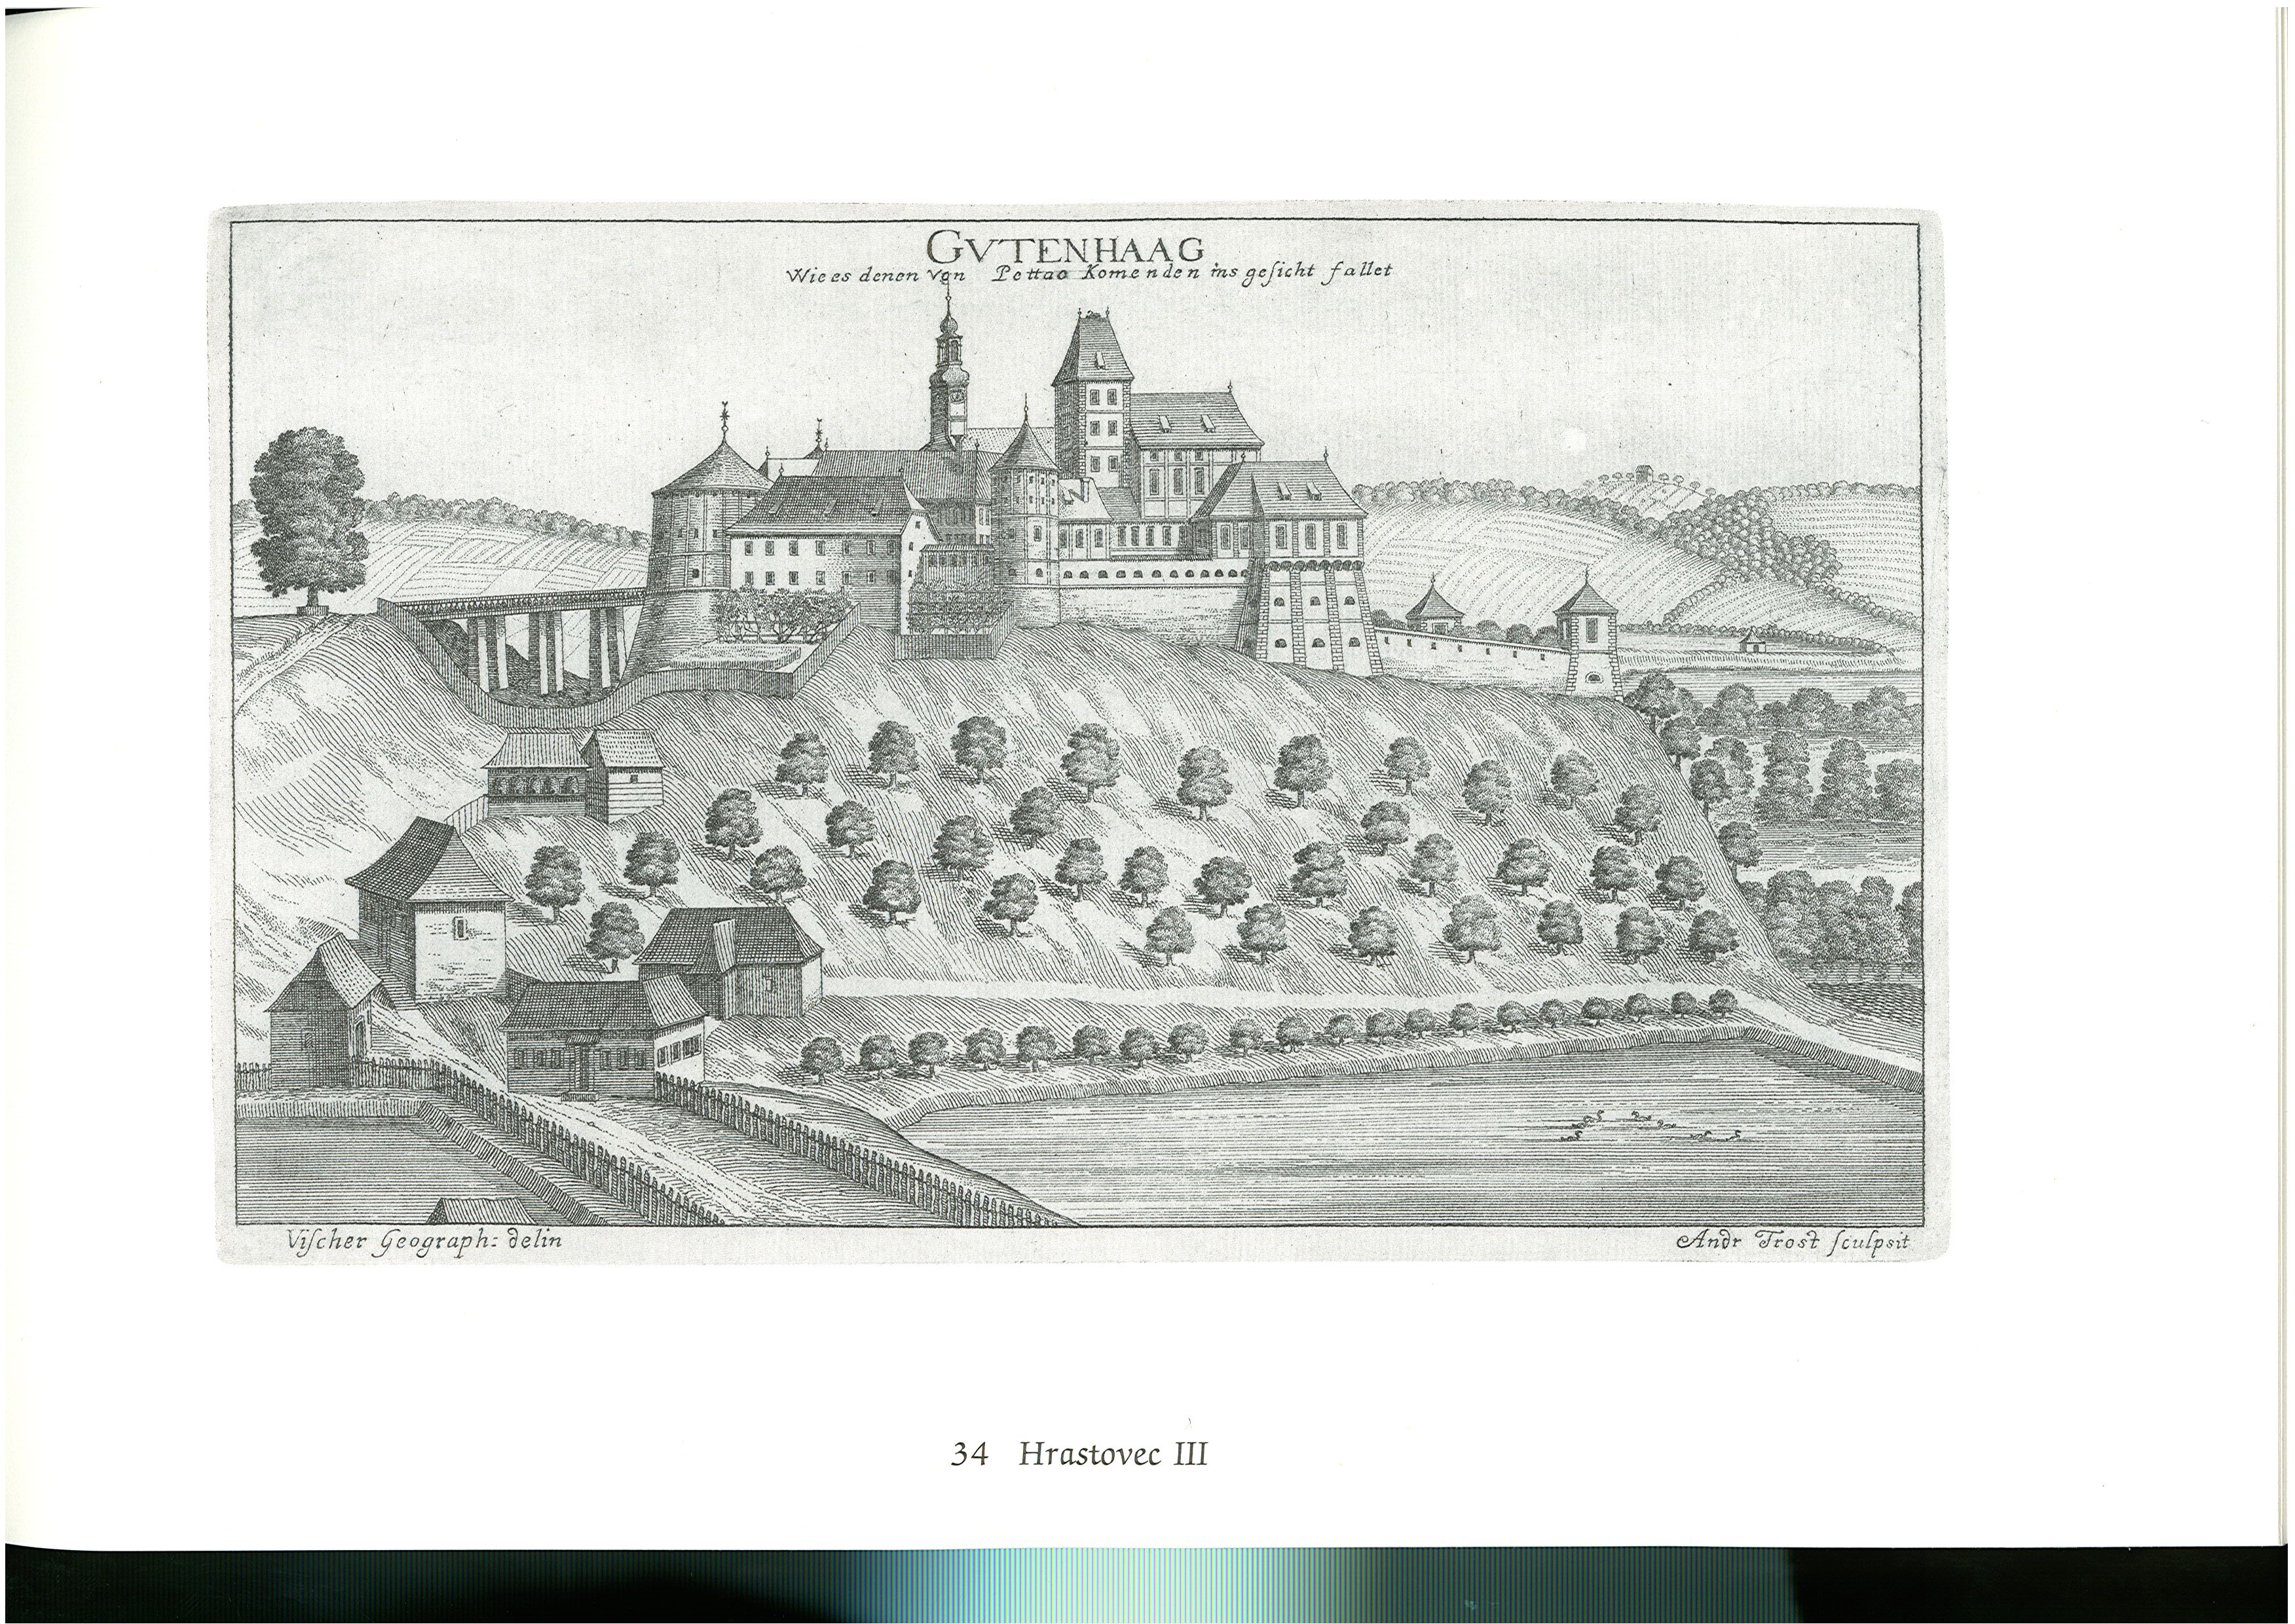 GVTENHAAG
Wie es denen von Pettao Komenden ins gesicht fallet
Viſcher Geograph: delin
Andr Trost ſculpsit
34 Hrastovec III